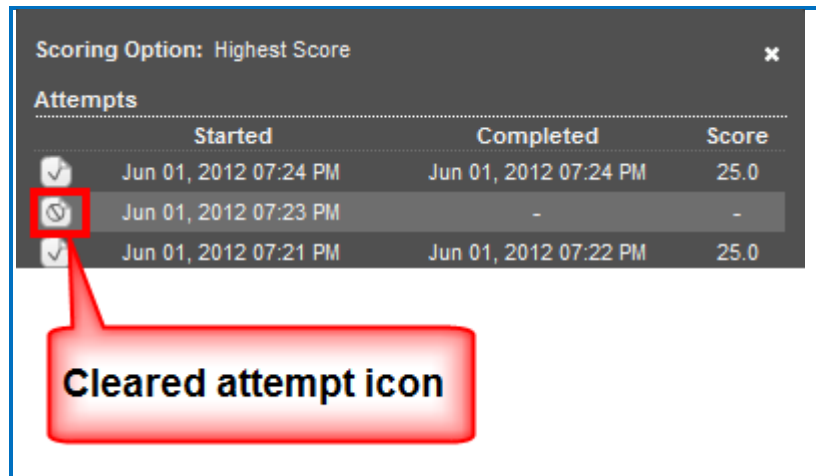 Scoring Option: Highest Score
Attempts
Started Completed Score
Jun 01, 2012 07:24 PM Jun 01, 2012 07:24 PM 25.0
Jun 01, 2012 07:23 PM - -
Jun 01, 2012 07:21 PM Jun 01, 2012 07:22 PM 25.0
Cleared attempt icon